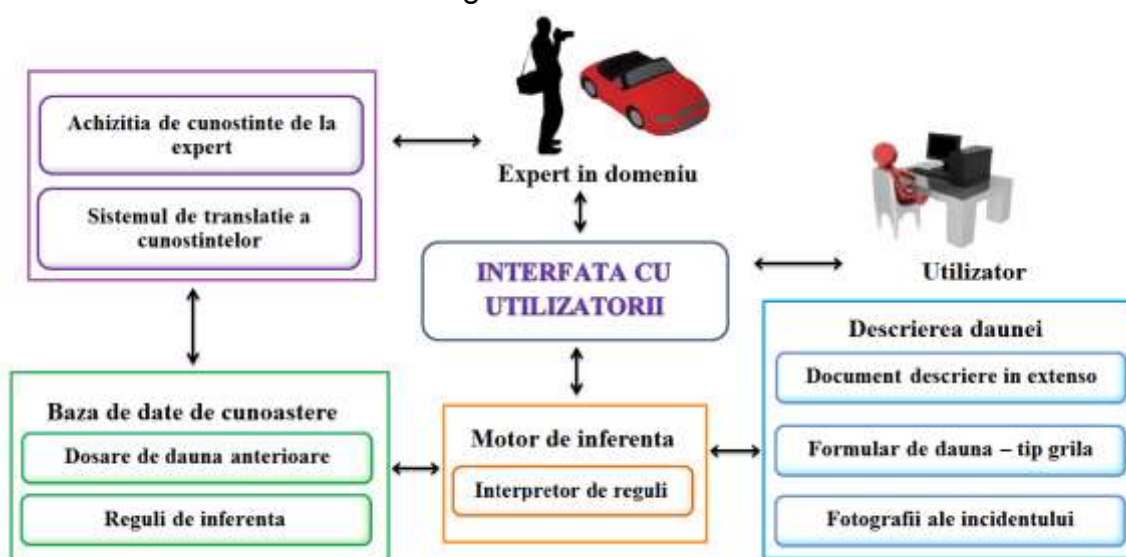 Achizitia de cunostinte de la
expert
Sistemul de translatie a
cunostintelor
Expert in domeniu
INTERFATA CU
UTILIZATORII
Utilizator
Baza de date de cunoastere
Dosare de dauna anterioare
Reguli de inferenta
Motor de inferenta
Interpretor de reguli
Descrierea daunei
Document descriere in extenso
Formular de dauna – tip grila
Fotografii ale incidentului